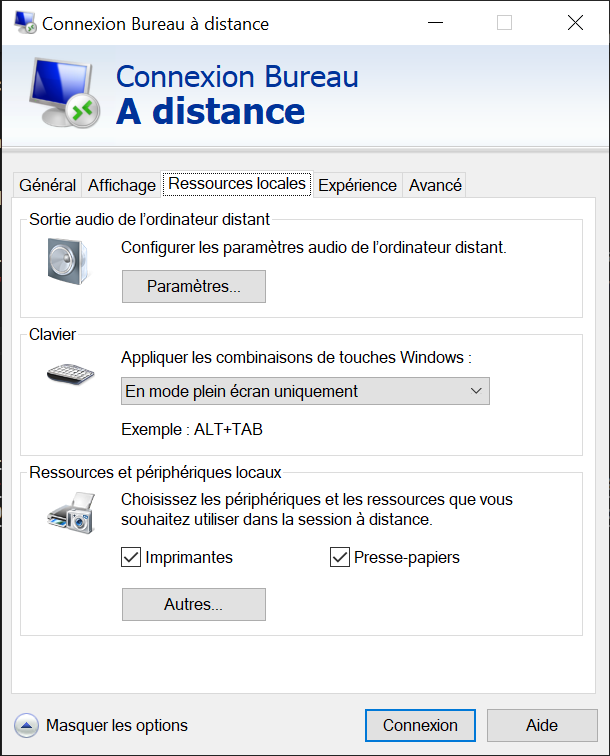 Connexion Bureau à distance
Connexion Bureau
A distance
Général Affichage Ressources locales Expérience Avancé
Sortie audio de l’ordinateur distant
Configurer les paramètres audio de l’ordinateur distant.
Paramètres...
Clavier
Appliquer les combinaisons de touches Windows :
En mode plein écran uniquement
Exemple : ALT+TAB
Ressources et périphériques locaux
Choisissez les périphériques et les ressources que vous
souhaitez utiliser dans la session à distance.
Imprimantes Presse-papiers
Autres...
Masquer les options Connexion Aide